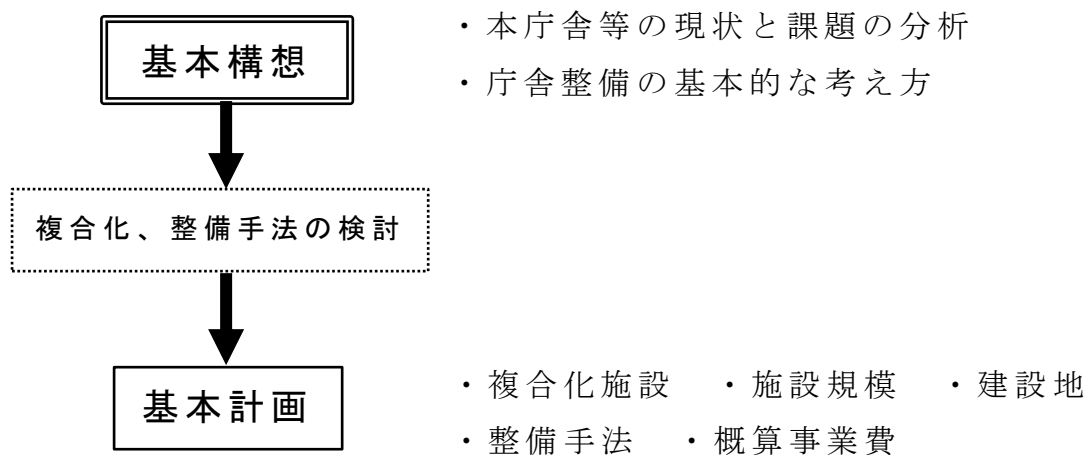 ・本庁舎等の現状と課題の分析
基本構想
・庁舎整備の基本的な考え方
複合化、整備手法の検討
・複合化施設　・施設規模　・建設地
基本計画
・整備手法　・概算事業費